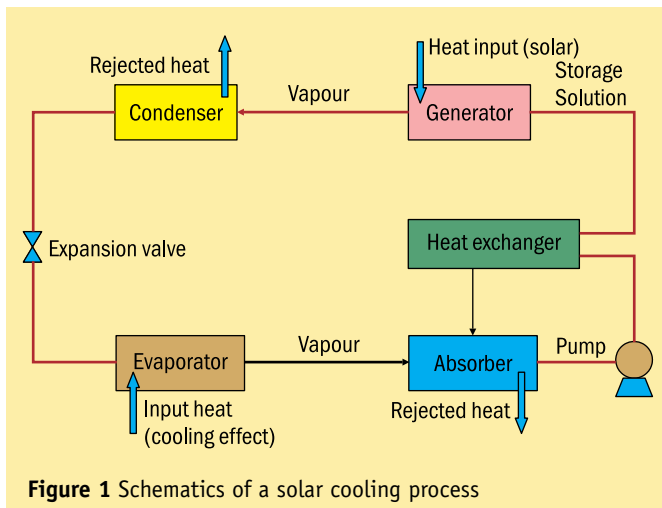 Rejected heat
Heat input (solar)
Storage
Solution
Vapour
Condenser
Generator
Expansion valve
Heat exchanger
Evaporator
Vapour
Absorber
Pump
Input heat
(cooling effect)
Rejected heat
Figure 1 Schematics of a solar cooling process